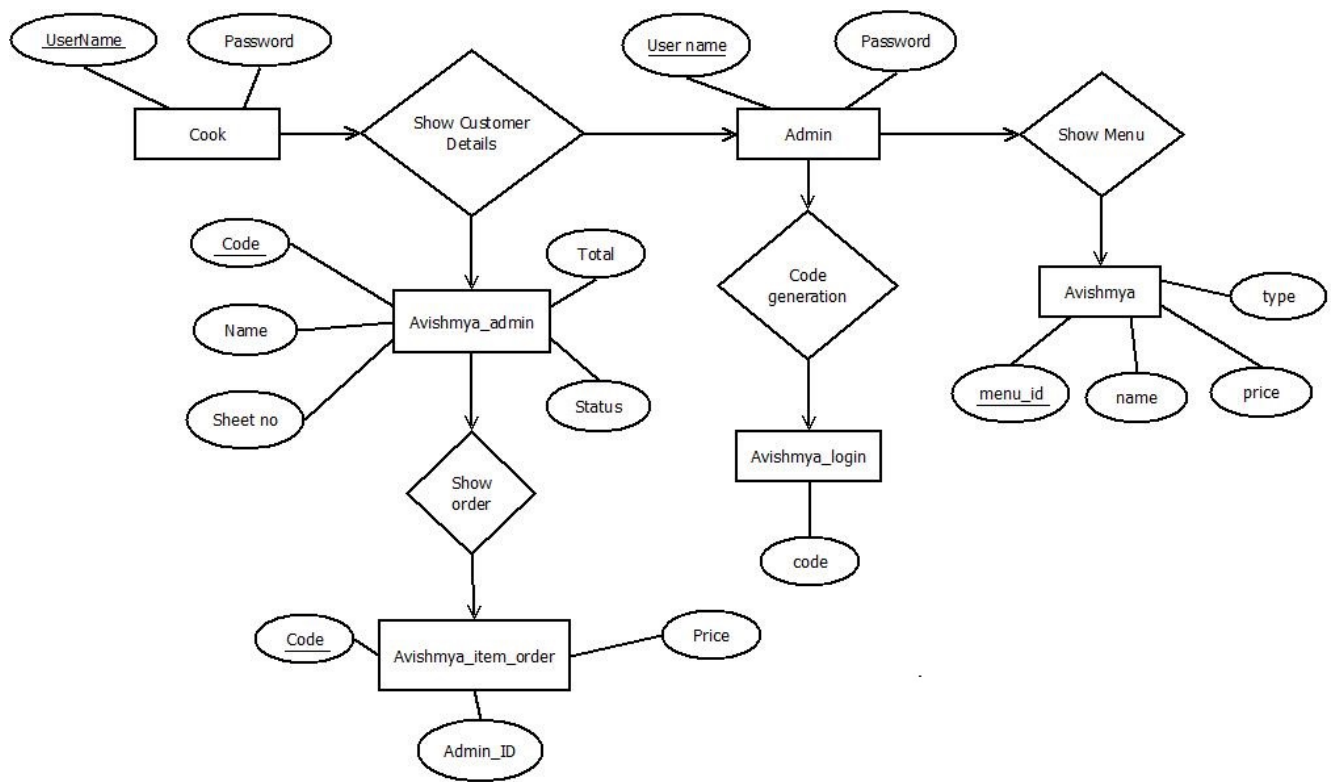 UserName
Password
User name
Password
Cook
Show Customer
Details
Admin
Show Menu
Code
Total
Name
Avishmya_admin
Code
generation
Avishmya
type
Sheet no
Status
menu_id
name
price
Show
order
Avishmya_login
code
Code
Avishmya_item_order
Price
Admin_ID